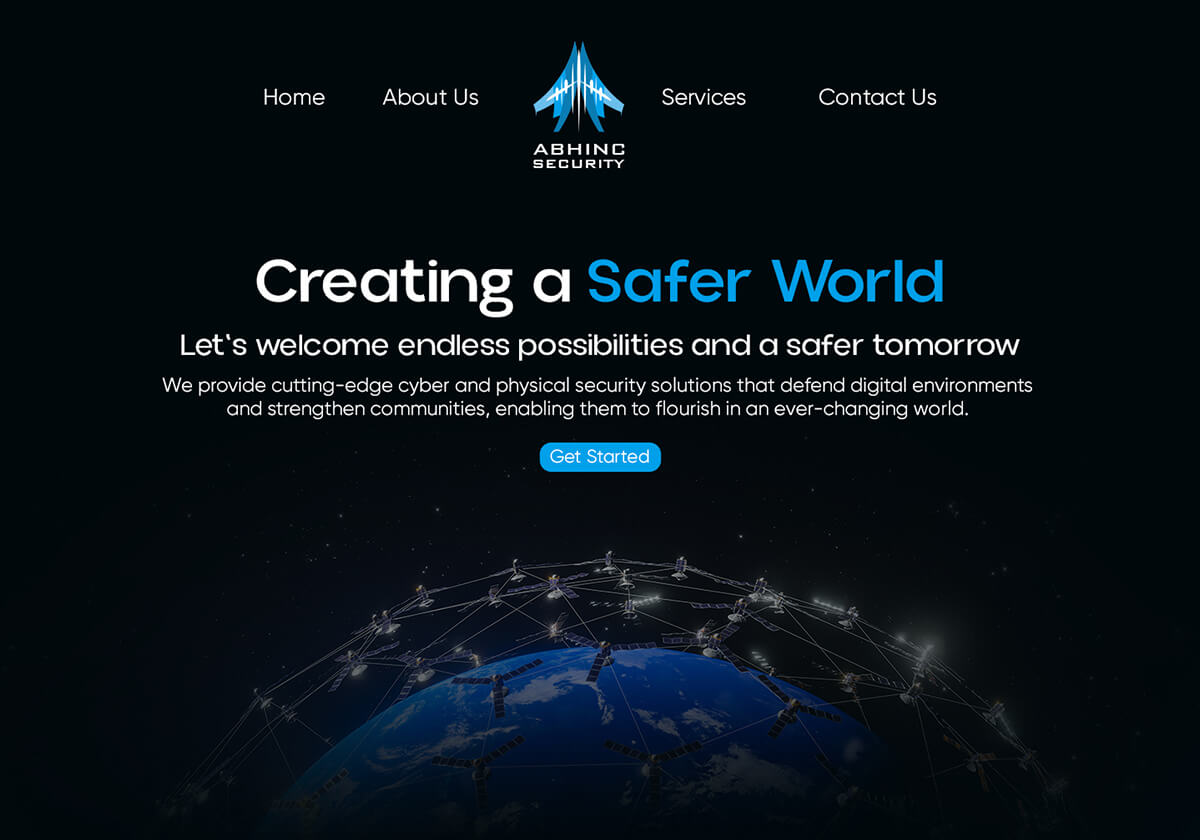 Home
About Us
ABHINC
SECURITY
Services
Contact Us
Creating a Safer World
Let's welcome endless possibilities and a safer tomorrow
We provide cutting-edge cyber and physical security solutions that defend digital environments
and strengthen communities, enabling them to flourish in an ever-changing world.
Get Started